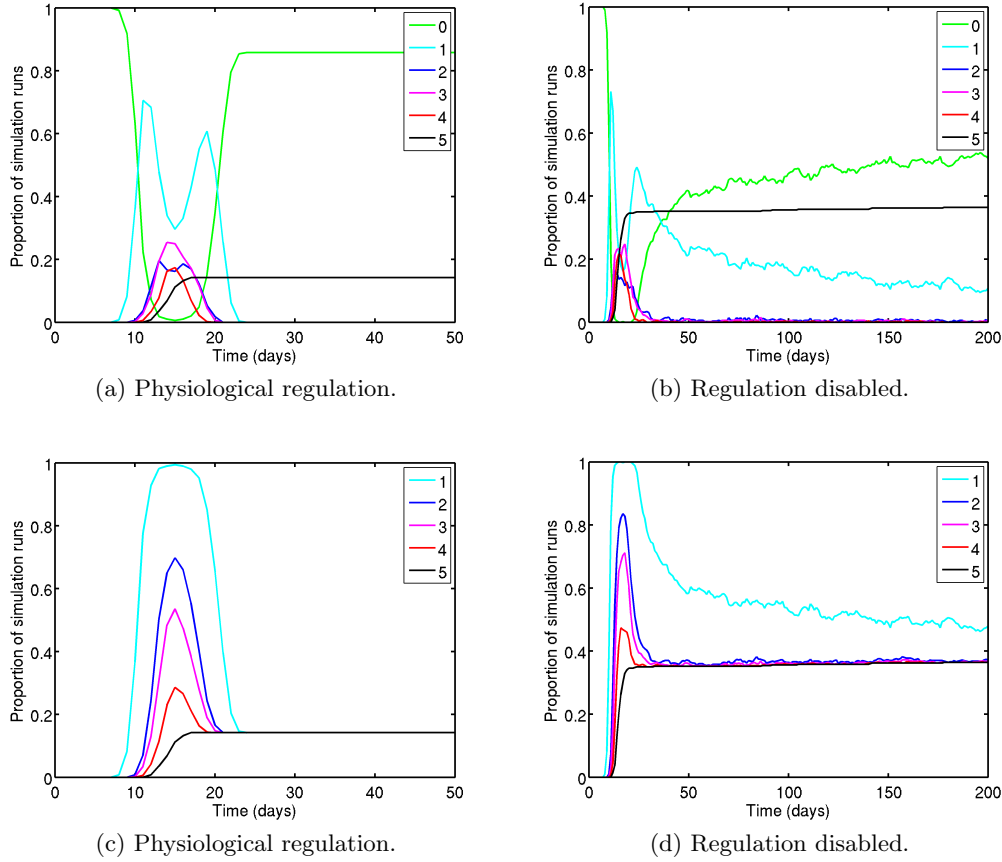 1
0.8
0.6
0.4
0.2
0
Proportion of simulation runs
0 10 20 30 40 50
Time (days)
0
1
2
3
4
5
(a) Physiological regulation.
1
0.8
0.6
0.4
0.2
0
Proportion of simulation runs
0 50 100 150 200
Time (days)
0
1
2
3
4
5
(b) Regulation disabled.
1
0.8
0.6
0.4
0.2
0
Proportion of simulation runs
0 10 20 30 40 50
Time (days)
1
2
3
4
5
(c) Physiological regulation.
1
0.8
0.6
0.4
0.2
0
Proportion of simulation runs
0 50 100 150 200
Time (days)
1
2
3
4
5
(d) Regulation disabled.